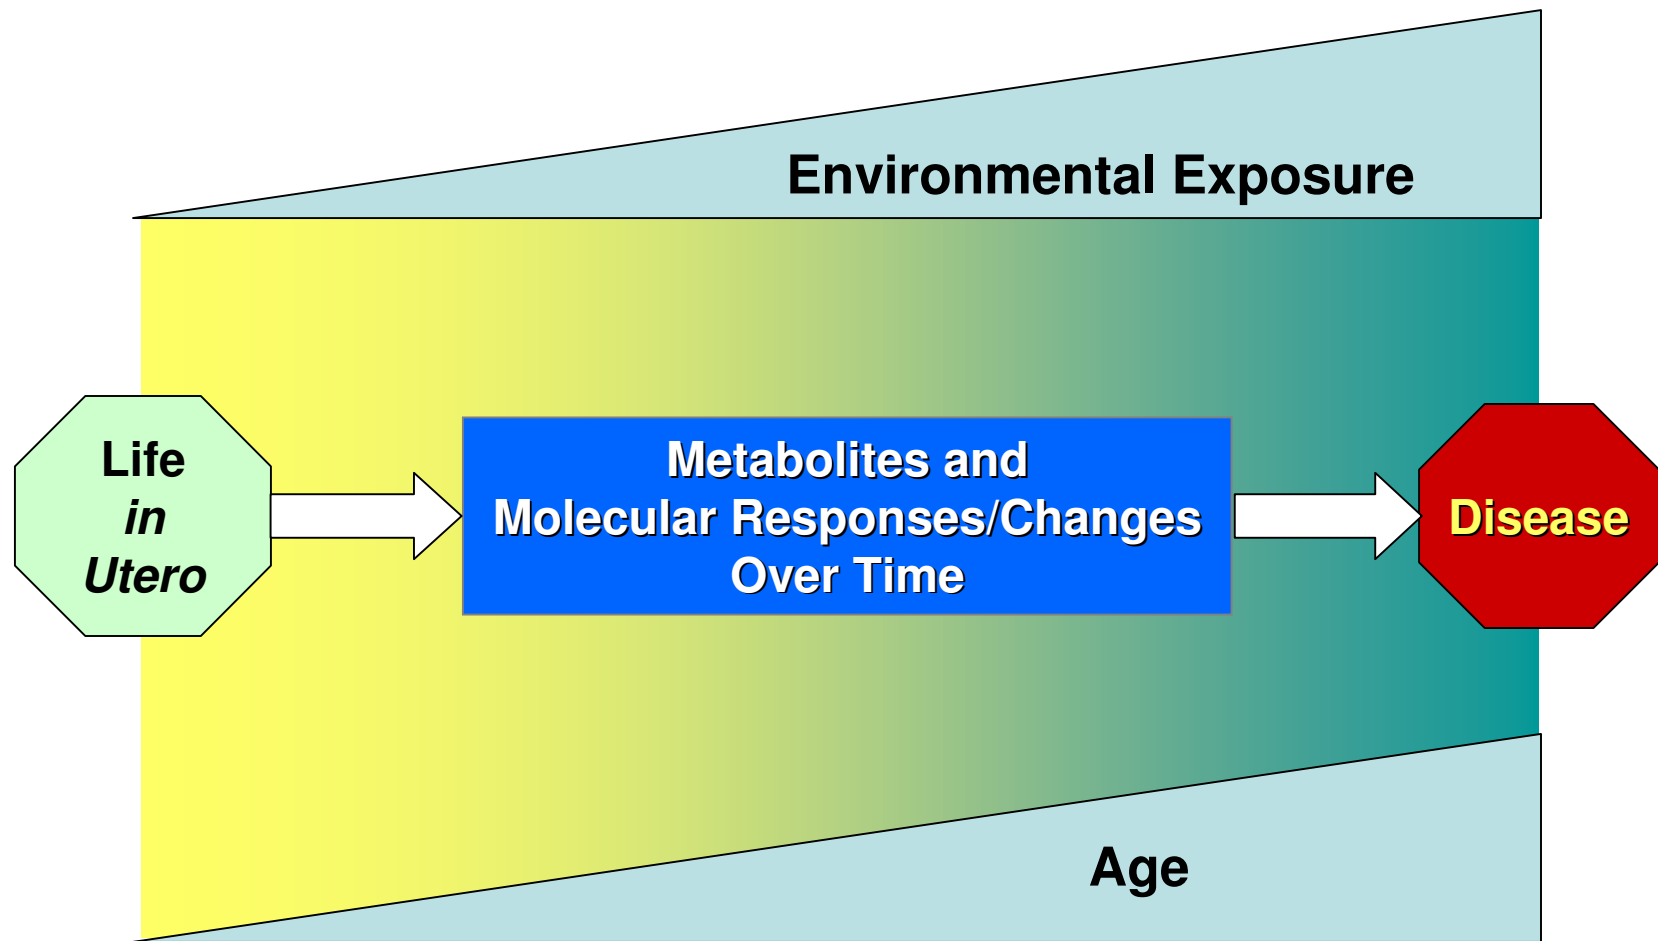 Environmental Exposure
Life
in
Utero
Metabolites and
Molecular Responses/Changes
Over Time
Disease
Age